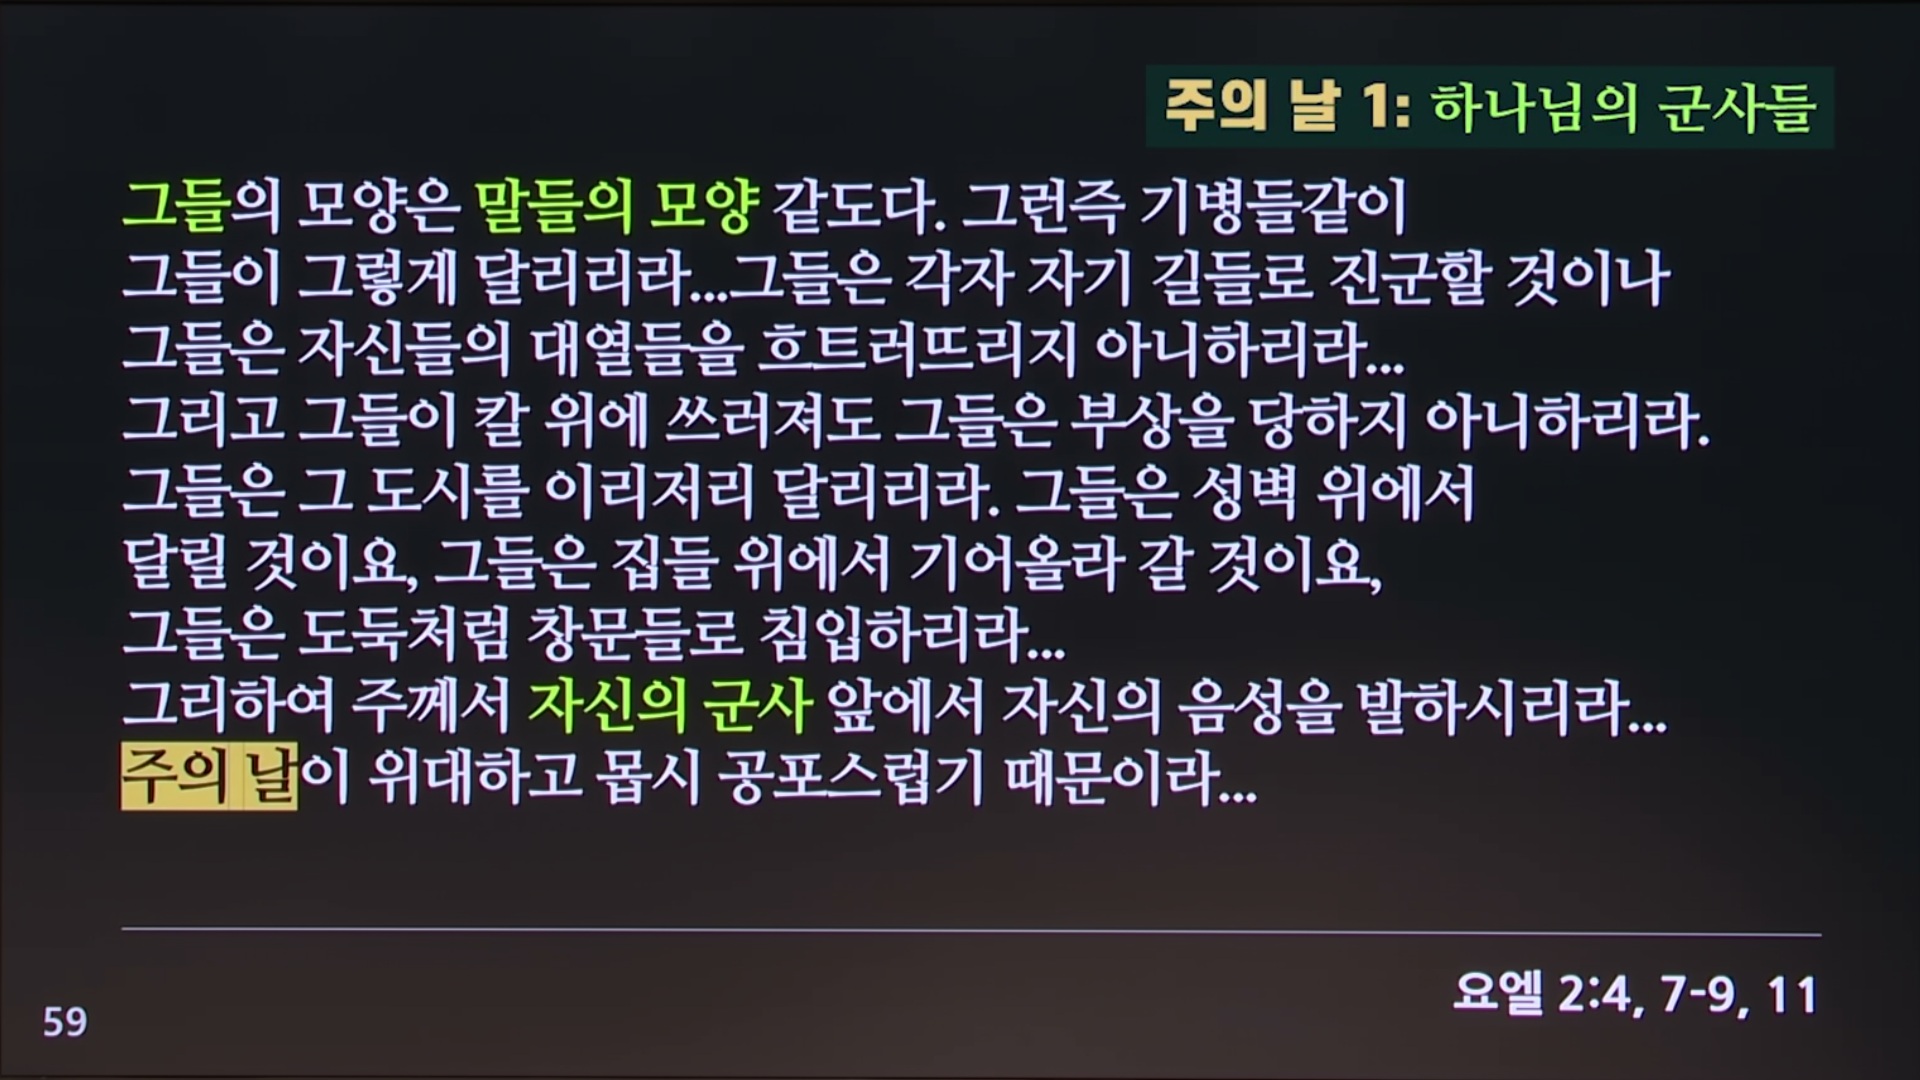 주의 날 1: 하나님의 군사들
그들의 모양은 말들의 모양 같도다. 그런즉 기병들같이
그들이 그렇게 달리리라...그들은 각자 자기 길들로 진군할 것이나
그들은 자신들의 대열들을 흐트러뜨리지 아니하리라...
그리고 그들이 칼 위에 쓰러져도 그들은 부상을 당하지 아니하리라.
그들은 그 도시를 이리저리 달리리라. 그들은 성벽 위에서
달릴 것이요, 그들은 집들 위에서 기어올라 갈 것이요,
그들은 도둑처럼 창문들로 침입하리라...
그리하여 주께서 자신의 군사 앞에서 자신의 음성을 발하시리라...
주의 날이 위대하고 몹시 공포스럽기 때문이라...
요엘 2:4, 7-9, 11
59